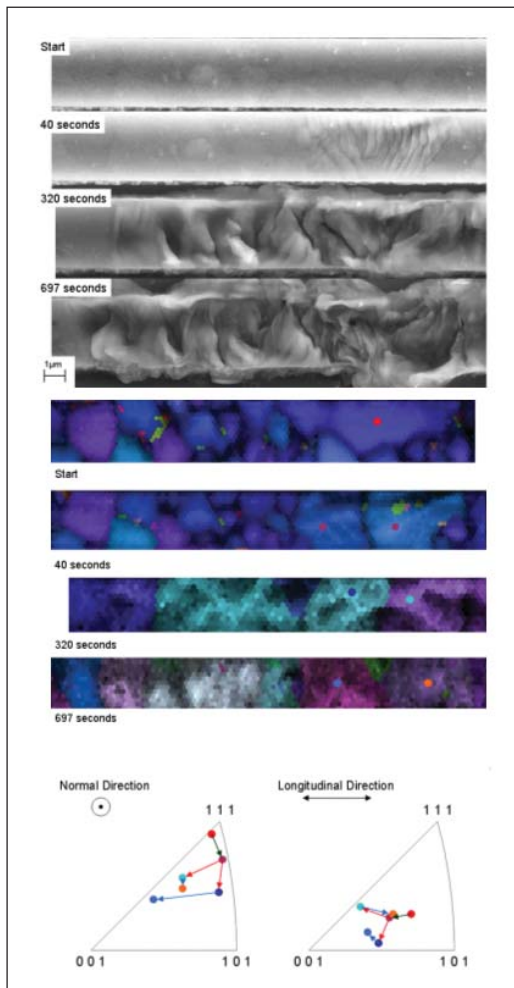 Start
40 seconds
320 seconds
697 seconds
1μm
Start
40 seconds
320 seconds
697 seconds
Normal Direction
Longitudinal Direction
1 1 1
1 1 1
0 0 1
1 0 1
0 0 1
1 0 1